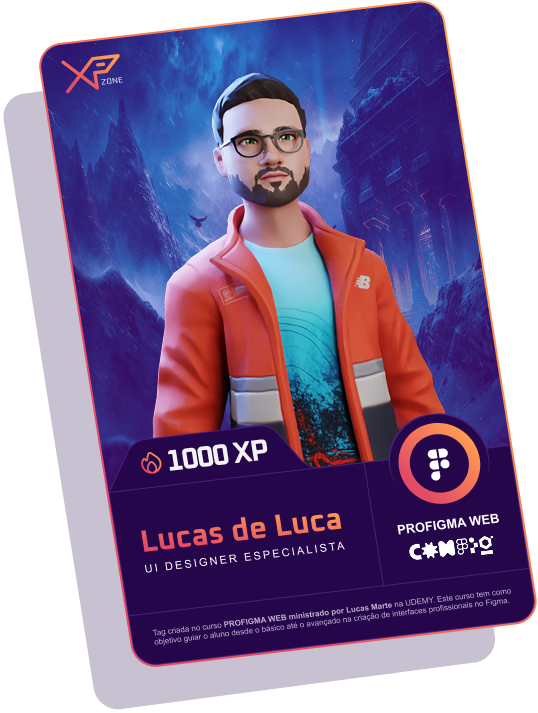 XP
ZONE
1000 XP
Lucas de Luca
UI DESIGNER ESPECIALISTA
PROFIGMA WEB
Tag criada no curso PROFIGMA WEB ministrado por Lucas Marte na UDEMY. Este curso tem como
objetivo guiar o aluno desde o básico até o avançado na criação de interfaces profissionais no Figma.